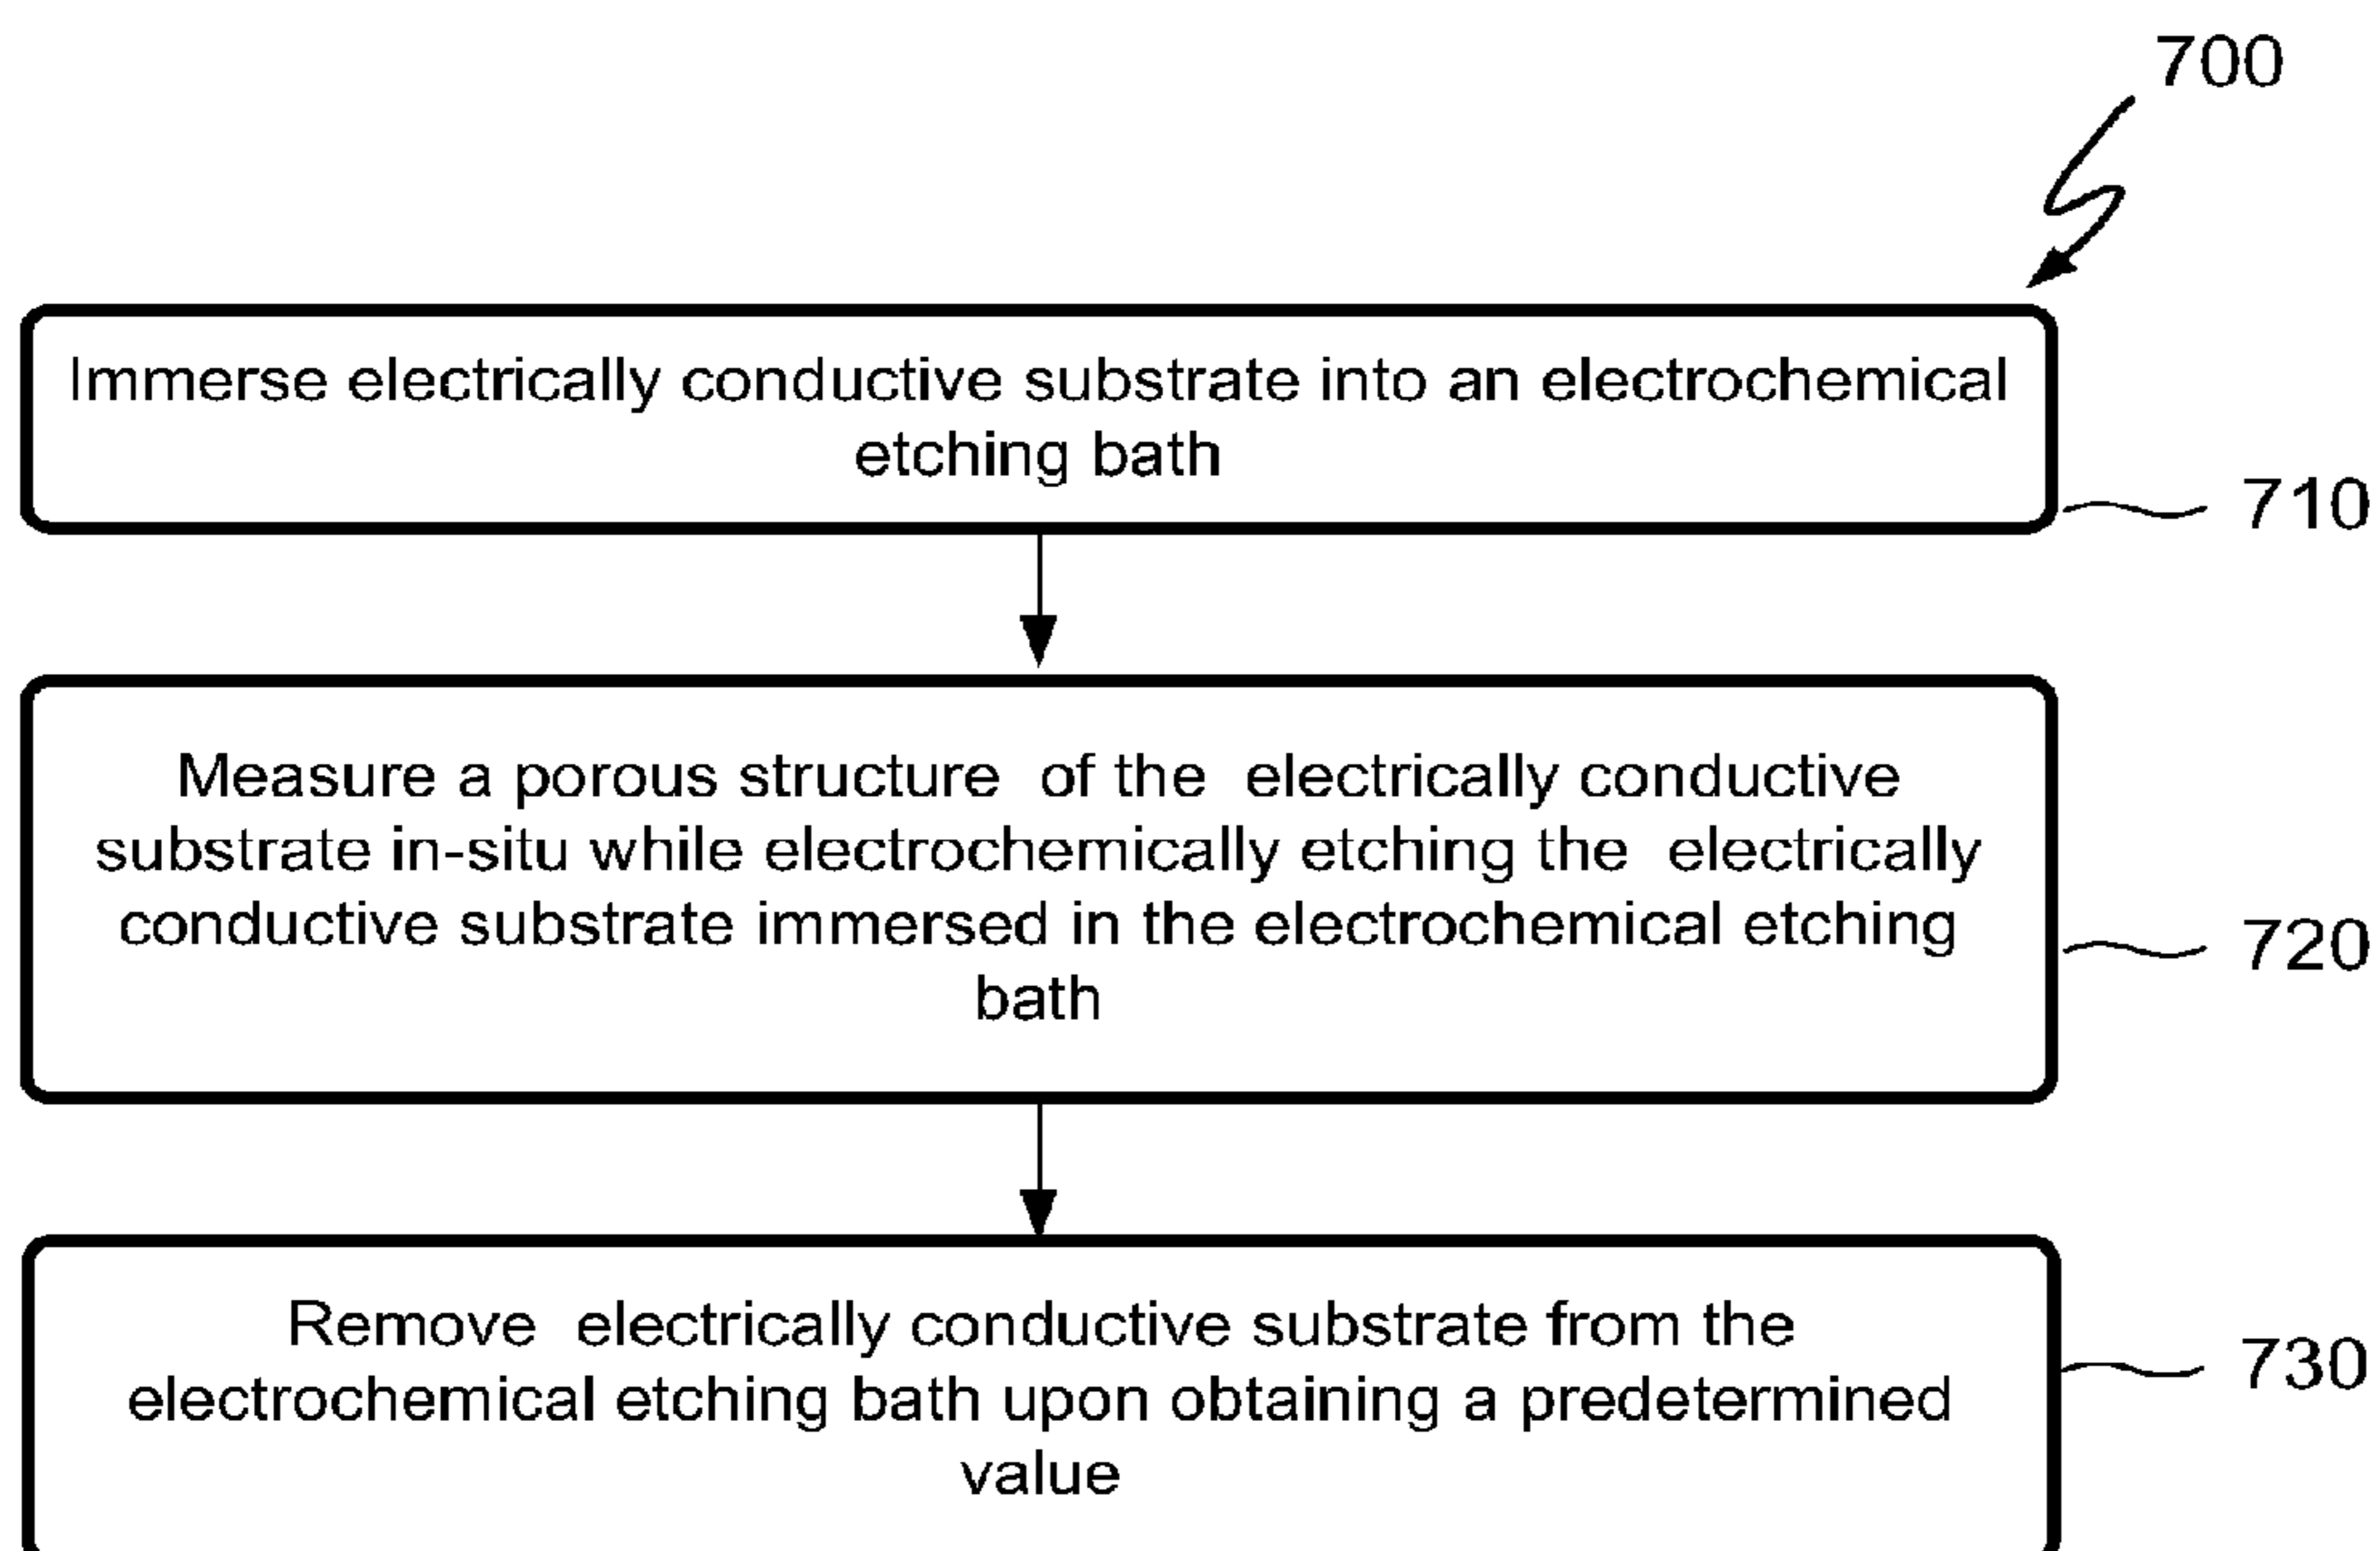 700
Immerse electrically conductive substrate into an electrochemical
etching bath
710
Measure a porous structure of the electrically conductive
substrate in-situ while electrochemically etching the electrically
conductive substrate immersed in the electrochemical etching
bath
720
Remove electrically conductive substrate from the
electrochemical etching bath upon obtaining a predetermined
value
730